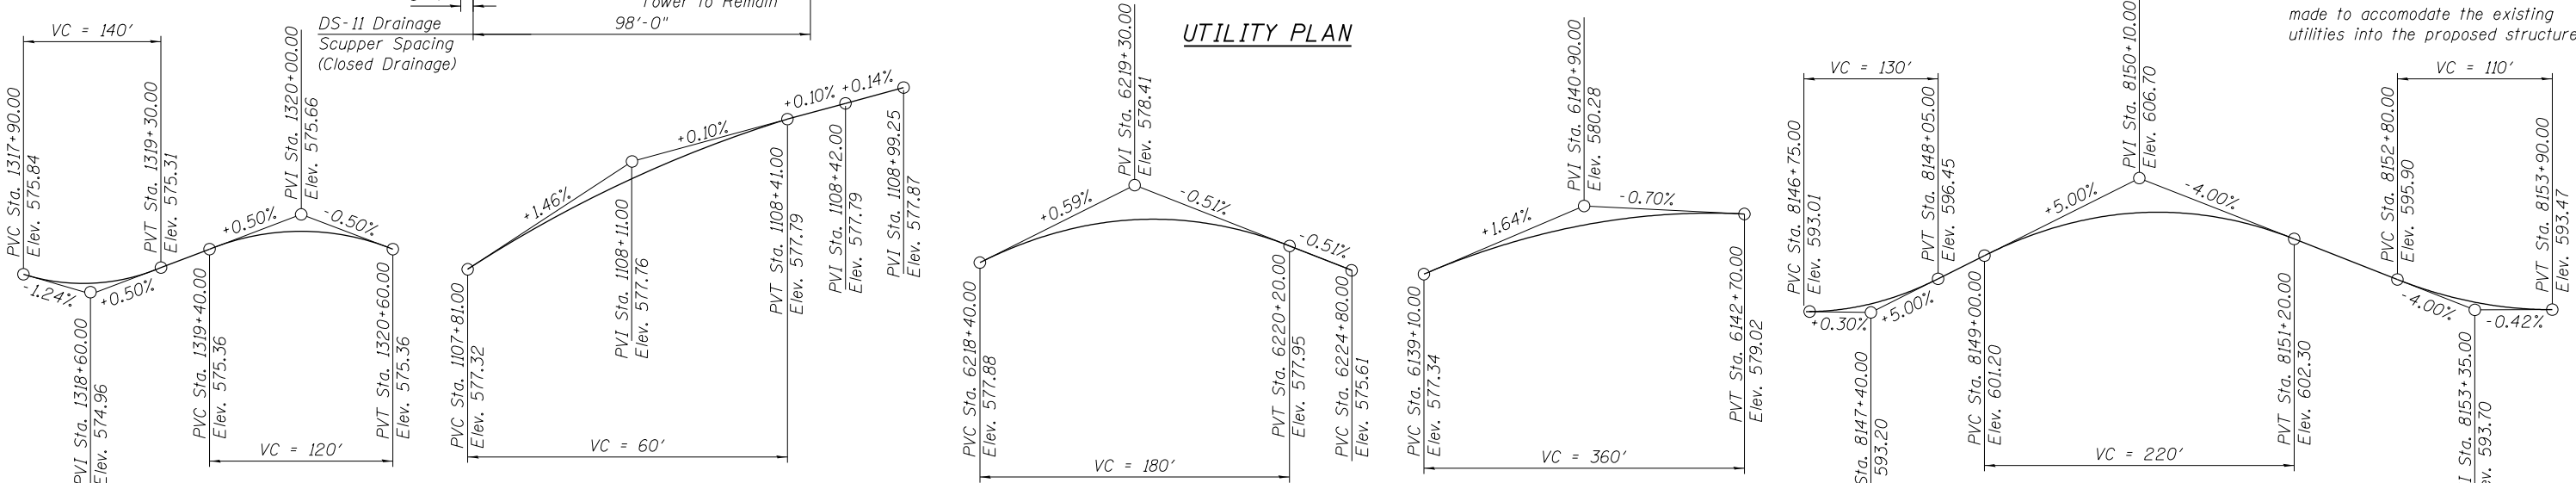 VC = 140'
PVC Sta. 1317+90.00
Elev. 575.84
PVT Sta. 1319+30.00
Elev. 575.31
-1.24%
+0.50%
PVI Sta. 1318+60.00
Elev. 574.96
DS-11 Drainage
Scupper Spacing
(Closed Drainage)
PVI Sta. 1320+00.00
Elev. 575.66
+0.50%
-0.50%
PVC Sta. 1319+40.00
Elev. 575.36
PVT Sta. 1320+60.00
Elev. 575.36
VC = 120'
Tower to Remain
98'-0"
+1.46%
+0.10%
+0.10%
+0.14%
PVC Sta. 1107+81.00
Elev. 577.32
PVI Sta. 1108+11.00
Elev. 577.76
PVT Sta. 1108+41.00
Elev. 577.79
PVI Sta. 1108+42.00
Elev. 577.79
PVI Sta. 1108+99.25
Elev. 577.87
VC = 60'
UTILITY PLAN
PVI Sta. 6219+30.00
Elev. 578.41
+0.59%
-0.51%
-0.51%
PVC Sta. 6218+40.00
Elev. 577.88
PVT Sta. 6220+20.00
Elev. 577.95
PVC Sta. 6224+80.00
Elev. 575.61
VC = 180'
PVI Sta. 6140+90.00
Elev. 580.28
+1.64%
-0.70%
PVC Sta. 6139+10.00
Elev. 577.34
PVT Sta. 6142+70.00
Elev. 579.02
VC = 360'
made to accomodate the existing
utilities into the proposed structure
VC = 130'
PVC Sta. 8146+75.00
Elev. 593.01
PVT Sta. 8148+05.00
Elev. 596.45
+0.30%
+5.00%
Sta. 8147+40.00
593.20
PVI Sta. 8150+10.00
Elev. 606.70
+5.00%
-4.00%
PVC Sta. 8149+00.00
Elev. 601.20
PVT Sta. 8151+20.00
Elev. 602.30
VC = 220'
VC = 110'
PVC Sta. 8152+80.00
Elev. 595.90
PVT Sta. 8153+90.00
Elev. 593.47
-4.00%
-0.42%
I Sta. 8153+35.00
ev. 593.70